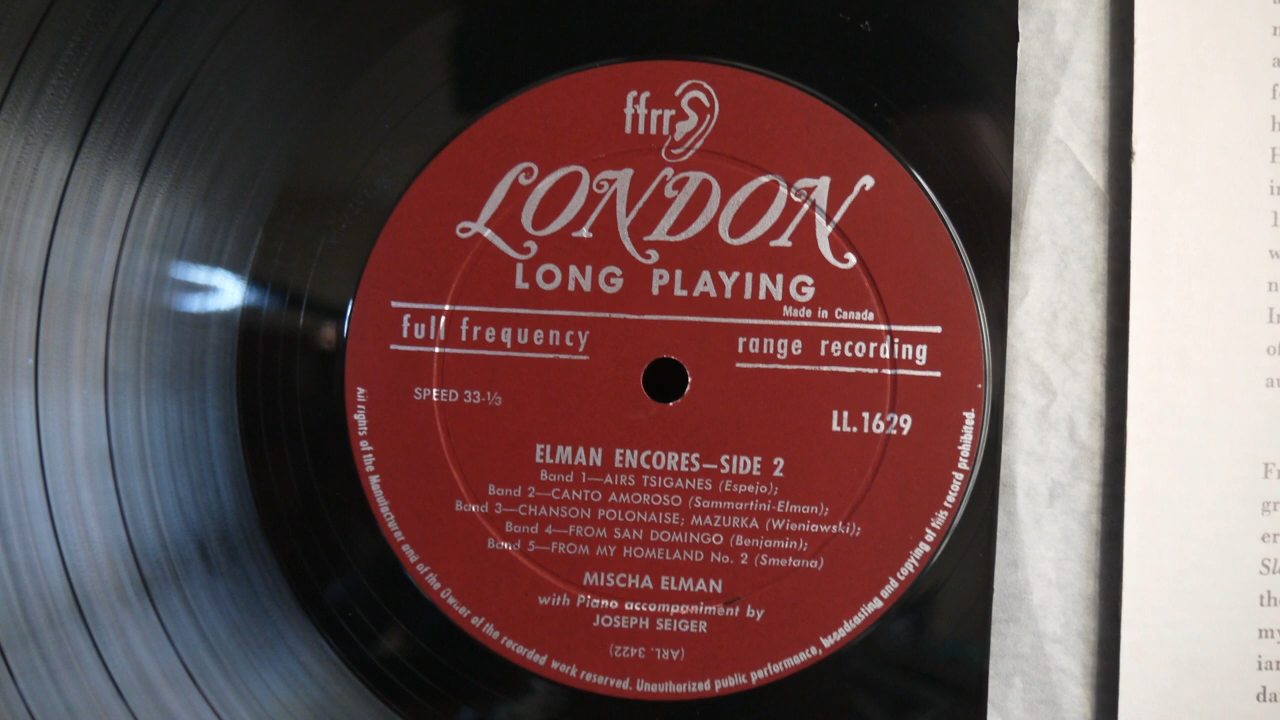 ffrr
LONDON
LONG PLAYING
Made in Canada
full frequency
range recording
SPEED 33-⅓
LL.1629
ELMAN ENCORES—SIDE 2
Band 1—AIRS TSIGANES (Espejo);
Band 2—CANTO AMOROSO (Sammartini-Elman);
Band 3—CHANSON POLONAISE; MAZURKA (Wieniawski);
Band 4—FROM SAN DOMINGO (Benjamin);
Band 5—FROM MY HOMELAND No. 2 (Smetana)
MISCHA ELMAN
with Piano accompaniment by
JOSEPH SEIGER
(ARL. 3422)
All rights of the Manufacturer and of the Owner of the recorded work reserved. Unauthorized public performance, broadcasting and copying of this record prohibited.